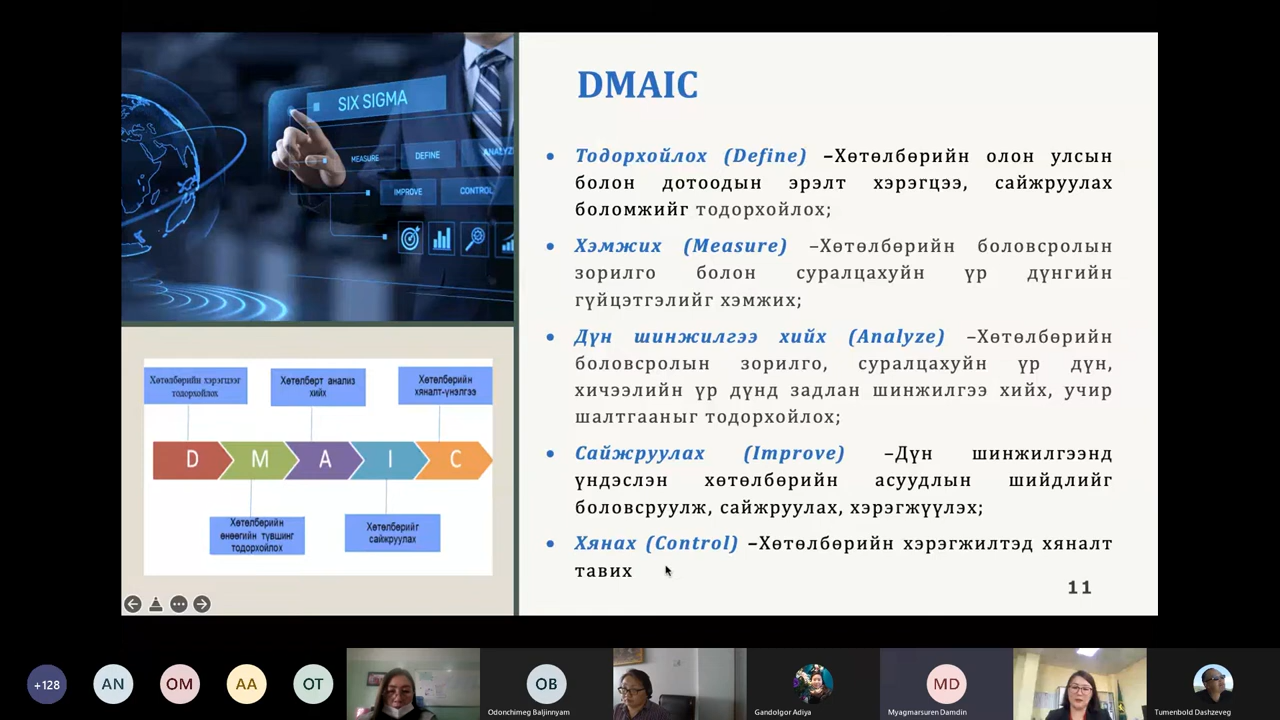 SIX SIGMA
MEASURE
DEFINE
ANALYZE
IMPROVE
CONTROL
Хөтөлбөрийн хэрэгцээг
тодорхойлох
Хөтөлбөрт анализ
хийх
Хөтөлбөрийн
хяналт-үнэлгээ
D M A I C
Хөтөлбөрийн
өнөөгийн түвшинг
тодорхойлох
Хөтөлбөрийг
сайжруулах
DMAIC
• Тодорхойлох (Define) –Хөтөлбөрийн олон улсын
болон дотоодын эрэлт хэрэгцээ, сайжруулах
боломжийг тодорхойлох;
• Хэмжих (Measure) –Хөтөлбөрийн боловсролын
зорилго болон суралцахуйн үр дүнгийн
гүйцэтгэлийг хэмжих;
• Дүн шинжилгээ хийх (Analyze) –Хөтөлбөрийн
боловсролын зорилго, суралцахуйн үр дүн,
хичээлийн үр дүнд задлан шинжилгээ хийх, учир
шалтгааныг тодорхойлох;
• Сайжруулах (Improve) –Дүн шинжилгээнд
үндэслэн хөтөлбөрийн асуудлын шийдлийг
боловсруулж, сайжруулах, хэрэгжүүлэх;
• Хянах (Control) –Хөтөлбөрийн хэрэгжилтэд хяналт
тавих
11
+128 AN OM AA OT OB MD
Odonchimeg Baljinnyam Gandolgor Adiya Myagmarsuren Damdin Tumenbold Dashzeveg